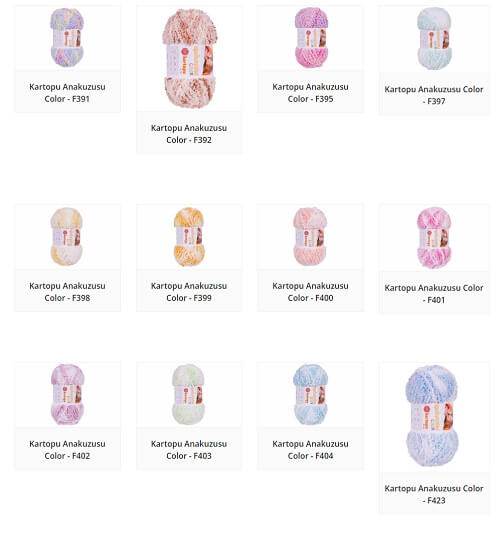 Kartopu Anakuzusu
Color - F391
Kartopu Anakuzusu
Color - F392
Kartopu Anakuzusu
Color - F395
Kartopu Anakuzusu Color
- F397
Kartopu Anakuzusu
Color - F398
Kartopu Anakuzusu
Color - F399
Kartopu Anakuzusu
Color - F400
Kartopu Anakuzusu Color
- F401
Kartopu Anakuzusu
Color - F402
Kartopu Anakuzusu
Color - F403
Kartopu Anakuzusu
Color - F404
Kartopu Anakuzusu Color
- F423